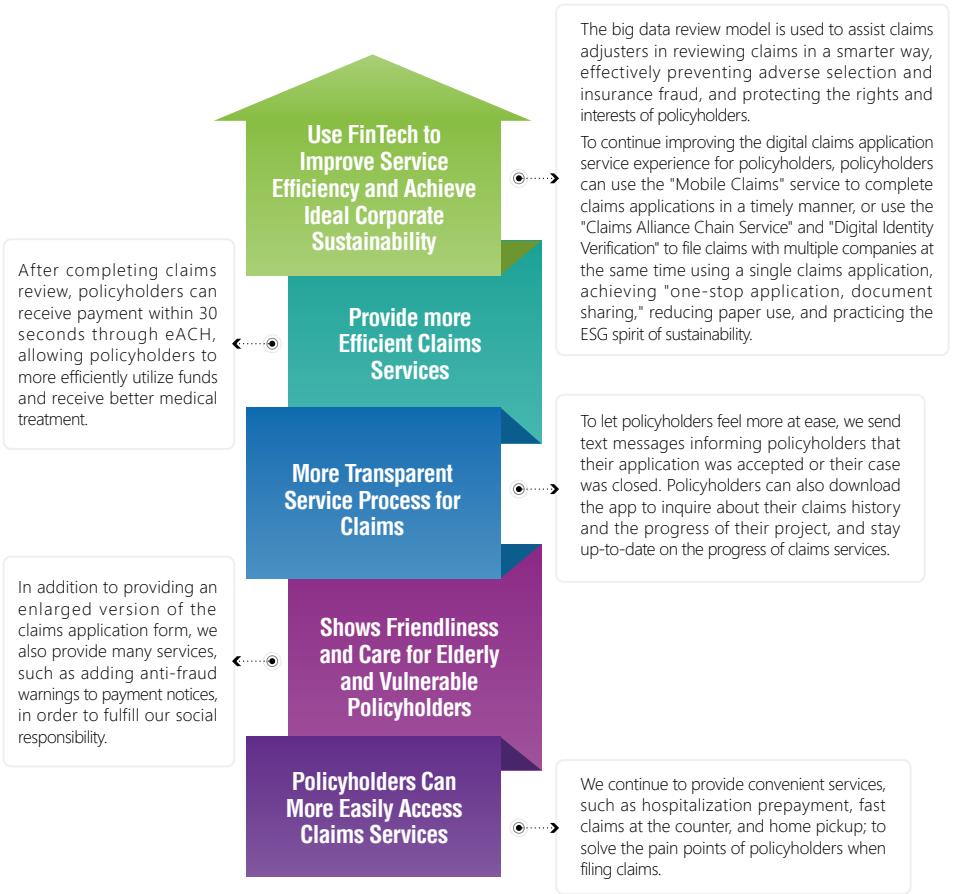 The big data review model is used to assist claims
adjusters in reviewing claims in a smarter way,
effectively preventing adverse selection and
insurance fraud, and protecting the rights and
interests of policyholders.
To continue improving the digital claims application
service experience for policyholders, policyholders
can use the "Mobile Claims" service to complete
claims applications in a timely manner, or use the
"Claims Alliance Chain Service" and "Digital Identity
Verification" to file claims with multiple companies at
the same time using a single claims application,
achieving "one-stop application, document
sharing," reducing paper use, and practicing the
ESG spirit of sustainability.
Use FinTech to
Improve Service
Efficiency and Achieve
Ideal Corporate
Sustainability
After completing claims
review, policyholders can
receive payment within 30
seconds through eACH,
allowing policyholders to
more efficiently utilize funds
and receive better medical
treatment.
Provide more
Efficient Claims
Services
More Transparent
Service Process for
Claims
To let policyholders feel more at ease, we send
text messages informing policyholders that
their application was accepted or their case
was closed. Policyholders can also download
the app to inquire about their claims history
and the progress of their project, and stay
up-to-date on the progress of claims services.
In addition to providing an
enlarged version of the
claims application form, we
also provide many services,
such as adding anti-fraud
warnings to payment notices,
in order to fulfill our social
responsibility.
Shows Friendliness
and Care for Elderly
and Vulnerable
Policyholders
Policyholders Can
More Easily Access
Claims Services
We continue to provide convenient services,
such as hospitalization prepayment, fast
claims at the counter, and home pickup; to
solve the pain points of policyholders when
filing claims.